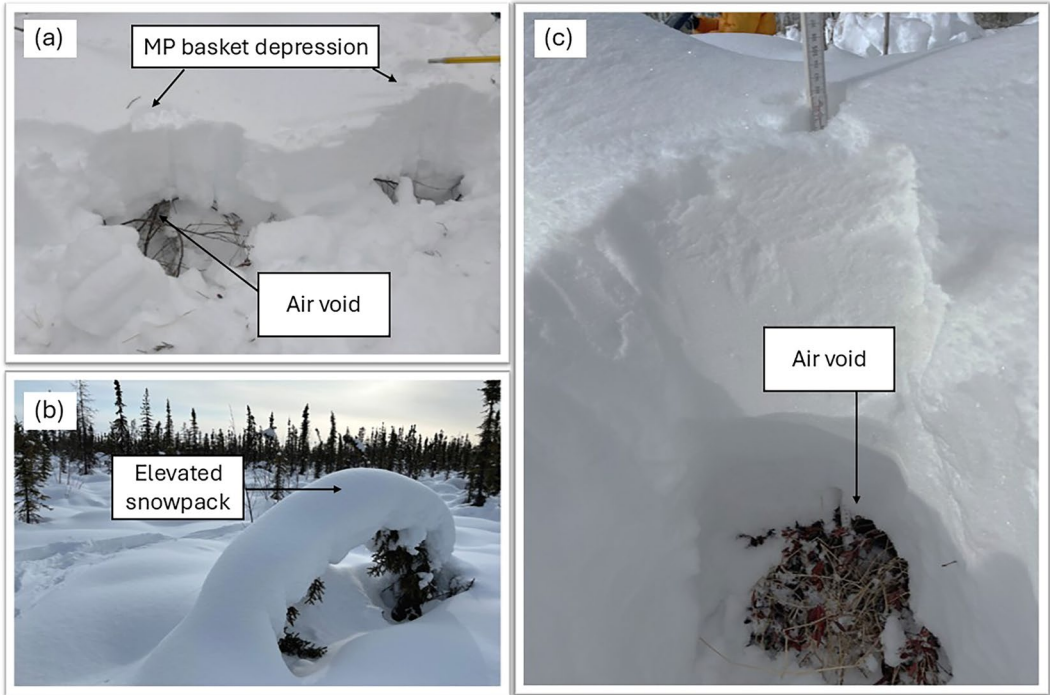 (a)
MP basket depression
Air void
(b)
Elevated
snowpack
(c)
Air void